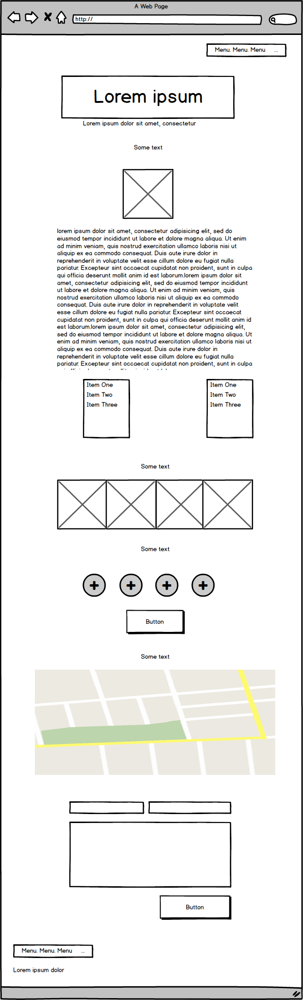 A Web Page
http://
Menu. Menu. Menu ...
Lorem ipsum
Lorem ipsum dolor sit amet, consectetur
Some text
lorem ipsum dolor sit amet, consectetur adipisicing elit, sed do
eiusmod tempor incididunt ut labore et dolore magna aliqua. Ut enim
ad minim veniam, quis nostrud exercitation ullamco laboris nisi ut
aliquip ex ea commodo consequat. Duis aute irure dolor in
reprehenderit in voluptate velit esse cillum dolore eu fugiat nulla
pariatur. Excepteur sint occaecat cupidatat non proident, sunt in culpa
qui officia deserunt mollit anim id est laborum.lorem ipsum dolor sit
amet, consectetur adipisicing elit, sed do eiusmod tempor incididunt
ut labore et dolore magna aliqua. Ut enim ad minim veniam, quis
nostrud exercitation ullamco laboris nisi ut aliquip ex ea commodo
consequat. Duis aute irure dolor in reprehenderit in voluptate velit
esse cillum dolore eu fugiat nulla pariatur. Excepteur sint occaecat
cupidatat non proident, sunt in culpa qui officia deserunt mollit anim id
est laborum.lorem ipsum dolor sit amet, consectetur adipisicing elit,
sed do eiusmod tempor incididunt ut labore et dolore magna aliqua. Ut
enim ad minim veniam, quis nostrud exercitation ullamco laboris nisi ut
aliquip ex ea commodo consequat. Duis aute irure dolor in
reprehenderit in voluptate velit esse cillum dolore eu fugiat nulla
pariatur. Excepteur sint occaecat cupidatat non proident, sunt in culpa
Item One
Item Two
Item Three
Item One
Item Two
Item Three
Some text
Some text
Button
Some text
Button
Menu. Menu. Menu ...
Lorem ipsum dolor